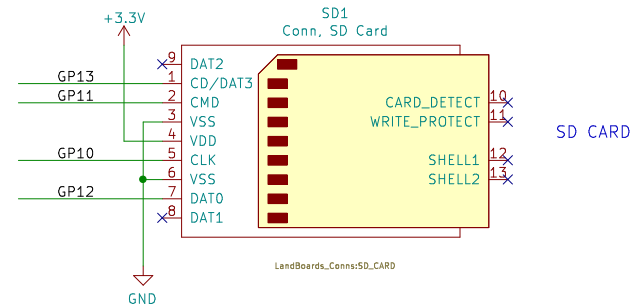 +3.3V
SD1
Conn, SD Card
9 DAT2
GP13 1 CD/DAT3
GP11 2 CMD
3 VSS
4 VDD
GP10 5 CLK
6 VSS
GP12 7 DAT0
8 DAT1
CARD_DETECT 10
WRITE_PROTECT 11
SHELL1 12
SHELL2 13
SD CARD
LandBoards_Conns:SD_CARD
GND